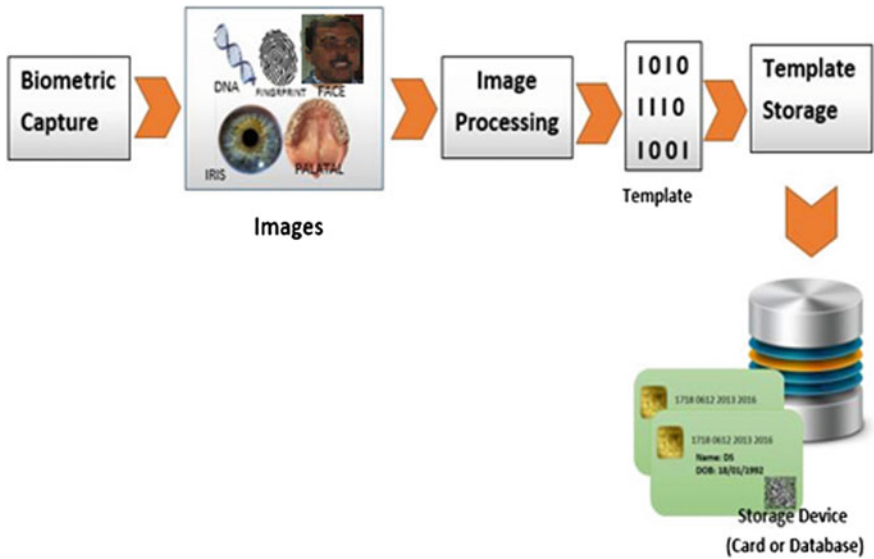 Biometric
Capture
DNA
FINGRPRINT
FACE
IRIS
PALATAL
Images
Image
Processing
1010
1110
1001
Template
Template
Storage
1718 0612 2013 2016
1718 0612 2013 2016
Name: DS
DOB: 18/01/1992
Storage Device
(Card or Database)